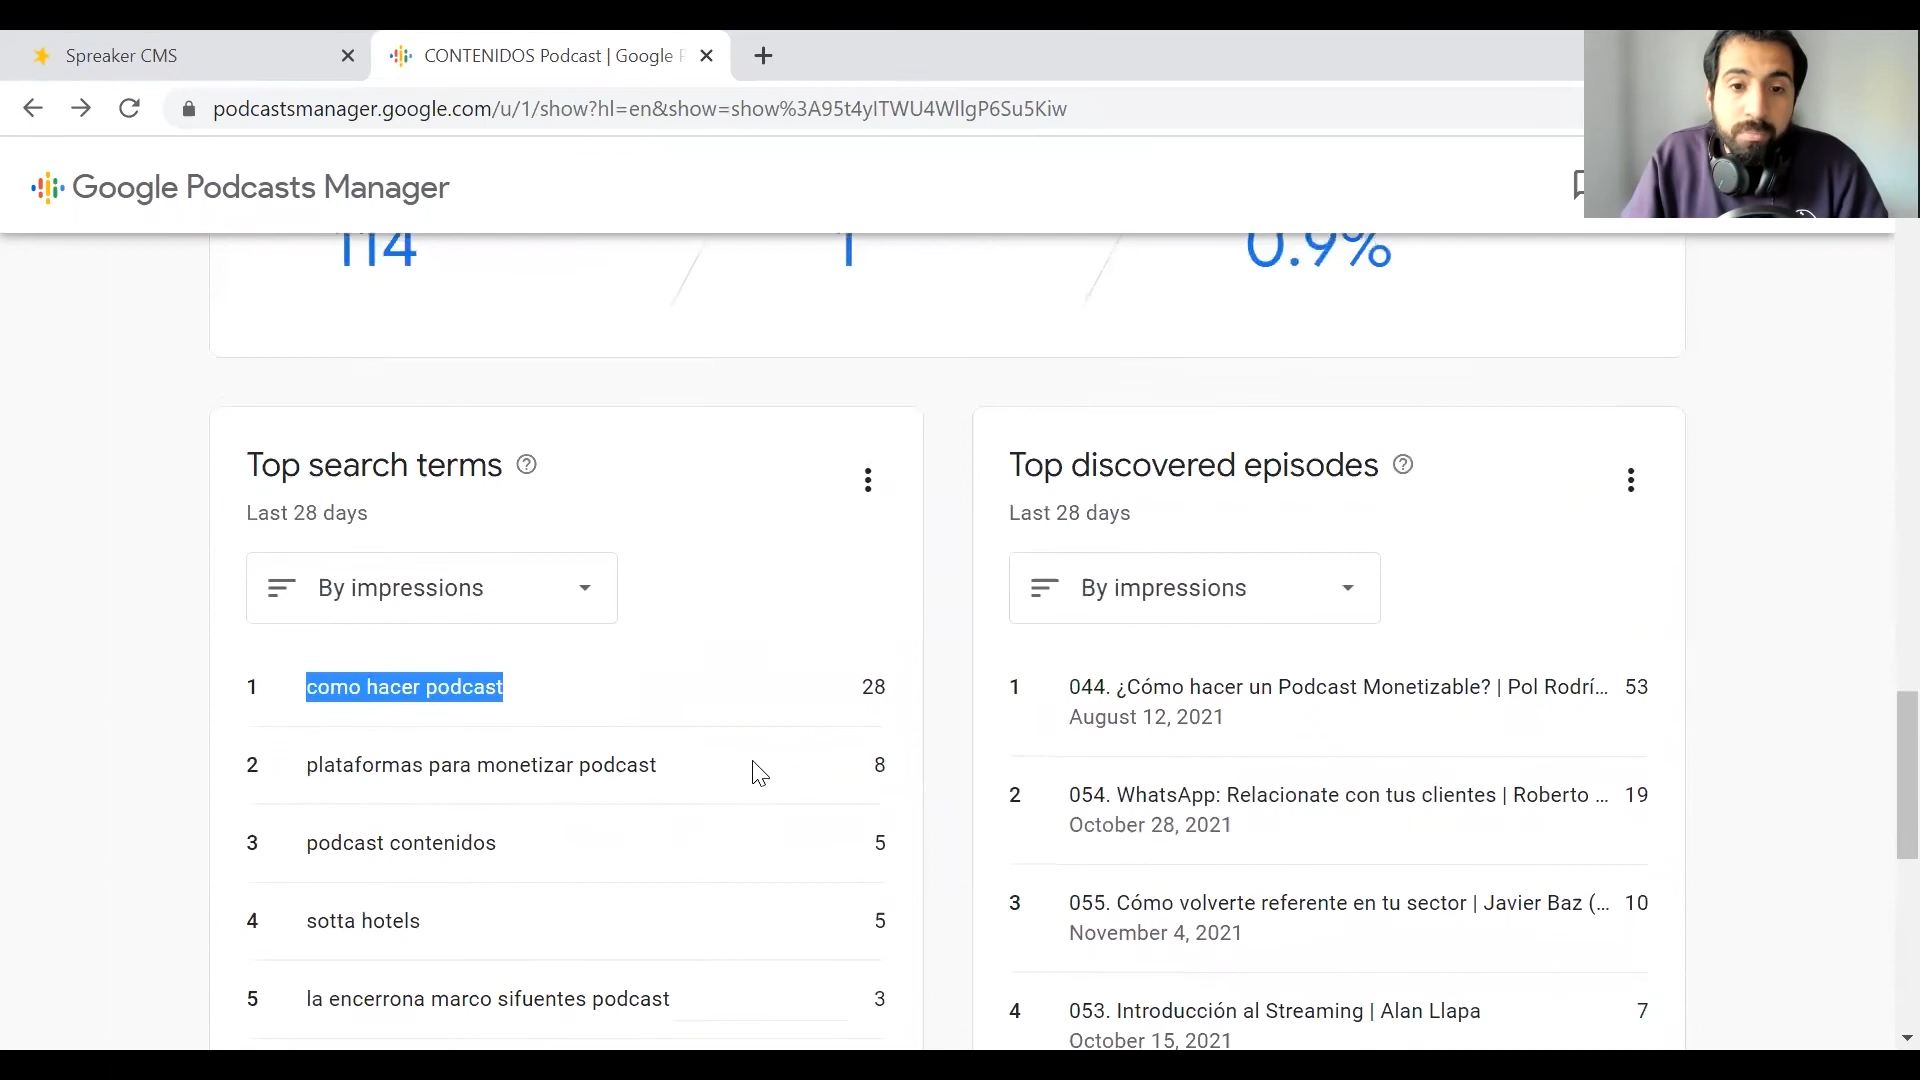 Spreaker CMS
CONTENIDOS Podcast | Google
podcastsmanager.google.com/u/1/show?hl=en&show=show%3A95t4yITWU4WllgP6Su5Kiw
Google Podcasts Manager
114
1
0.9%
Top search terms
Last 28 days
By impressions
1 como hacer podcast 28
2 plataformas para monetizar podcast 8
3 podcast contenidos 5
4 sotta hotels 5
5 la encerrona marco sifuentes podcast 3
Top discovered episodes
Last 28 days
By impressions
1 044. ¿Cómo hacer un Podcast Monetizable? | Pol Rodrí... 53
August 12, 2021
2 054. WhatsApp: Relacionate con tus clientes | Roberto ... 19
October 28, 2021
3 055. Cómo volverte referente en tu sector | Javier Baz (... 10
November 4, 2021
4 053. Introducción al Streaming | Alan Llapa 7
October 15, 2021